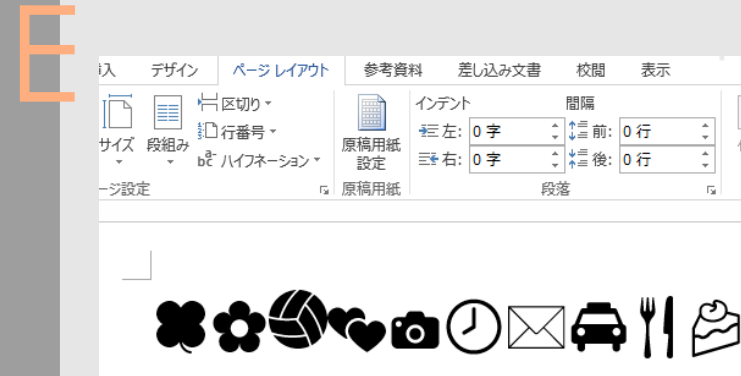 E
入 デザイン ページ レイアウト 参考資料 差し込み文書 校閲 表示
区切り インデント 間隔
行番号 左: 0 字 前: 0 行
サイズ 段組み ハイフネーション 原稿用紙 設定 右: 0 字 後: 0 行
ージ設定 原稿用紙 段落